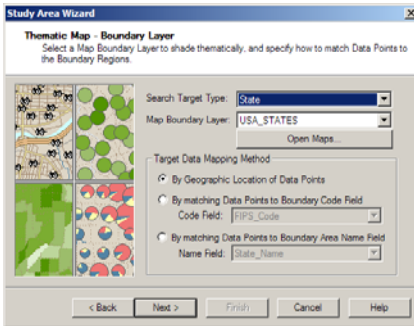 Study Area Wizard
Thematic Map - Boundary Layer
Select a Map Boundary Layer to shade thematically, and specify how to match Data Points to
the Boundary Regions.
Search Target Type: State
Map Boundary Layer: USA_STATES
Open Maps...
Target Data Mapping Method
By Geographic Location of Data Points
By matching Data Points to Boundary Code Field
Code Field: FIPS_Code
By matching Data Points to Boundary Area Name Field
Name Field: State_Name
< Back Next > Finish Cancel Help